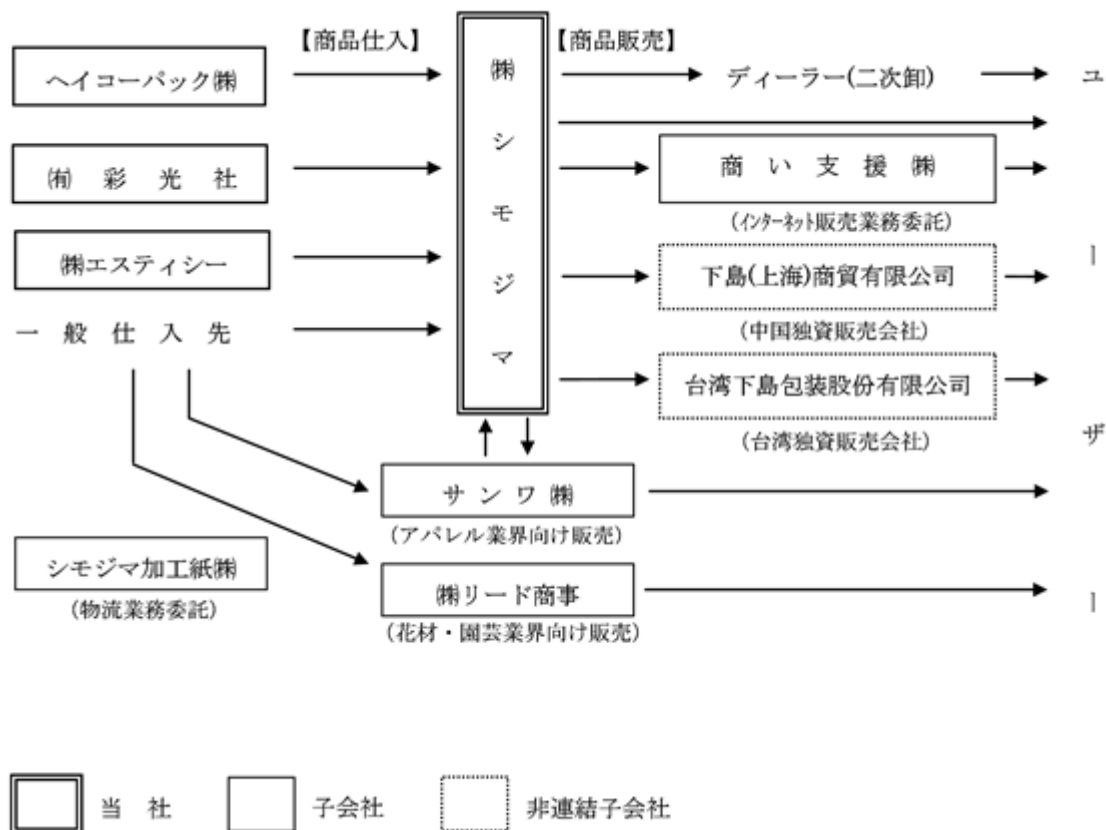 【商品仕入】
【商品販売】
ヘイコーパック㈱
㈲ 彩 光 社
㈱エスティシー
一 般 仕 入 先
㈱シモジマ
ディーラー(二次卸)
商 い 支 援 ㈱
(インターネット販売業務委託)
下島(上海)商貿有限公司
(中国独資販売会社)
台湾下島包装股份有限公司
(台湾独資販売会社)
ユーザー
サ ン ワ ㈱
(アパレル業界向け販売)
シモジマ加工紙㈱
(物流業務委託)
㈱リード商事
(花材・園芸業界向け販売)
当 社
子会社
非連結子会社